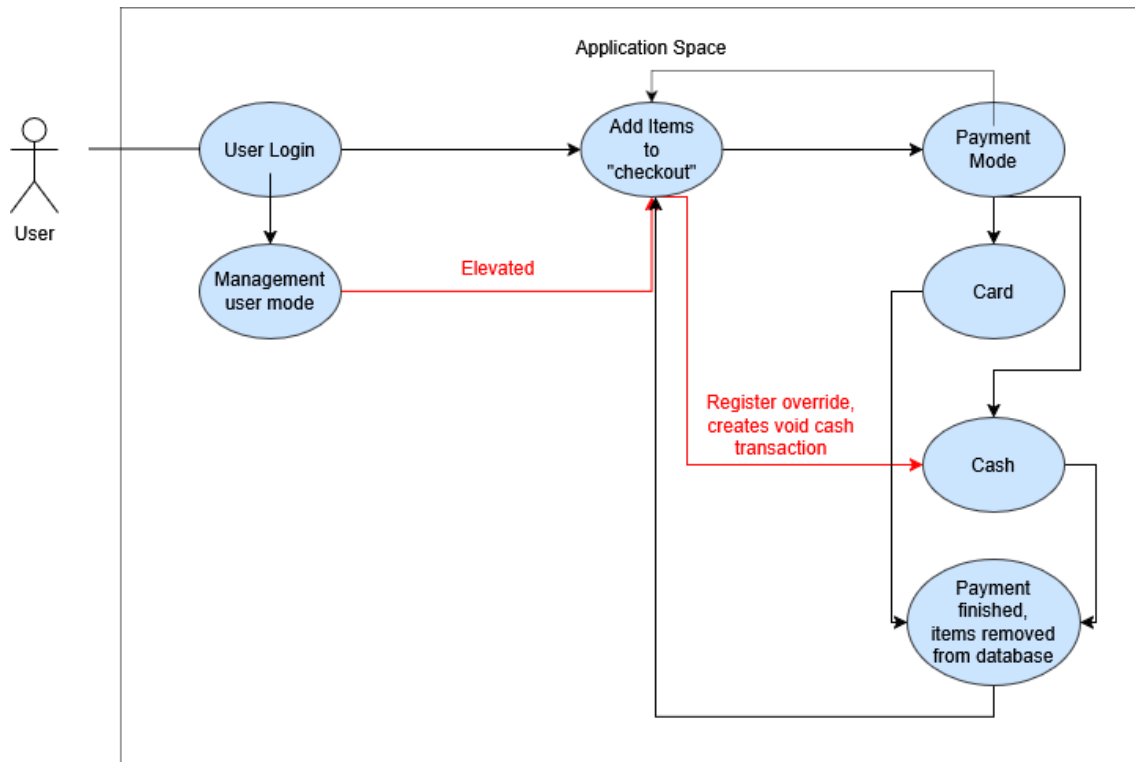 Application Space
User
User Login
Add Items
to
"checkout"
Payment
Mode
Management
user mode
Elevated
Card
Register override,
creates void cash
transaction
Cash
Payment
finished,
items removed
from database